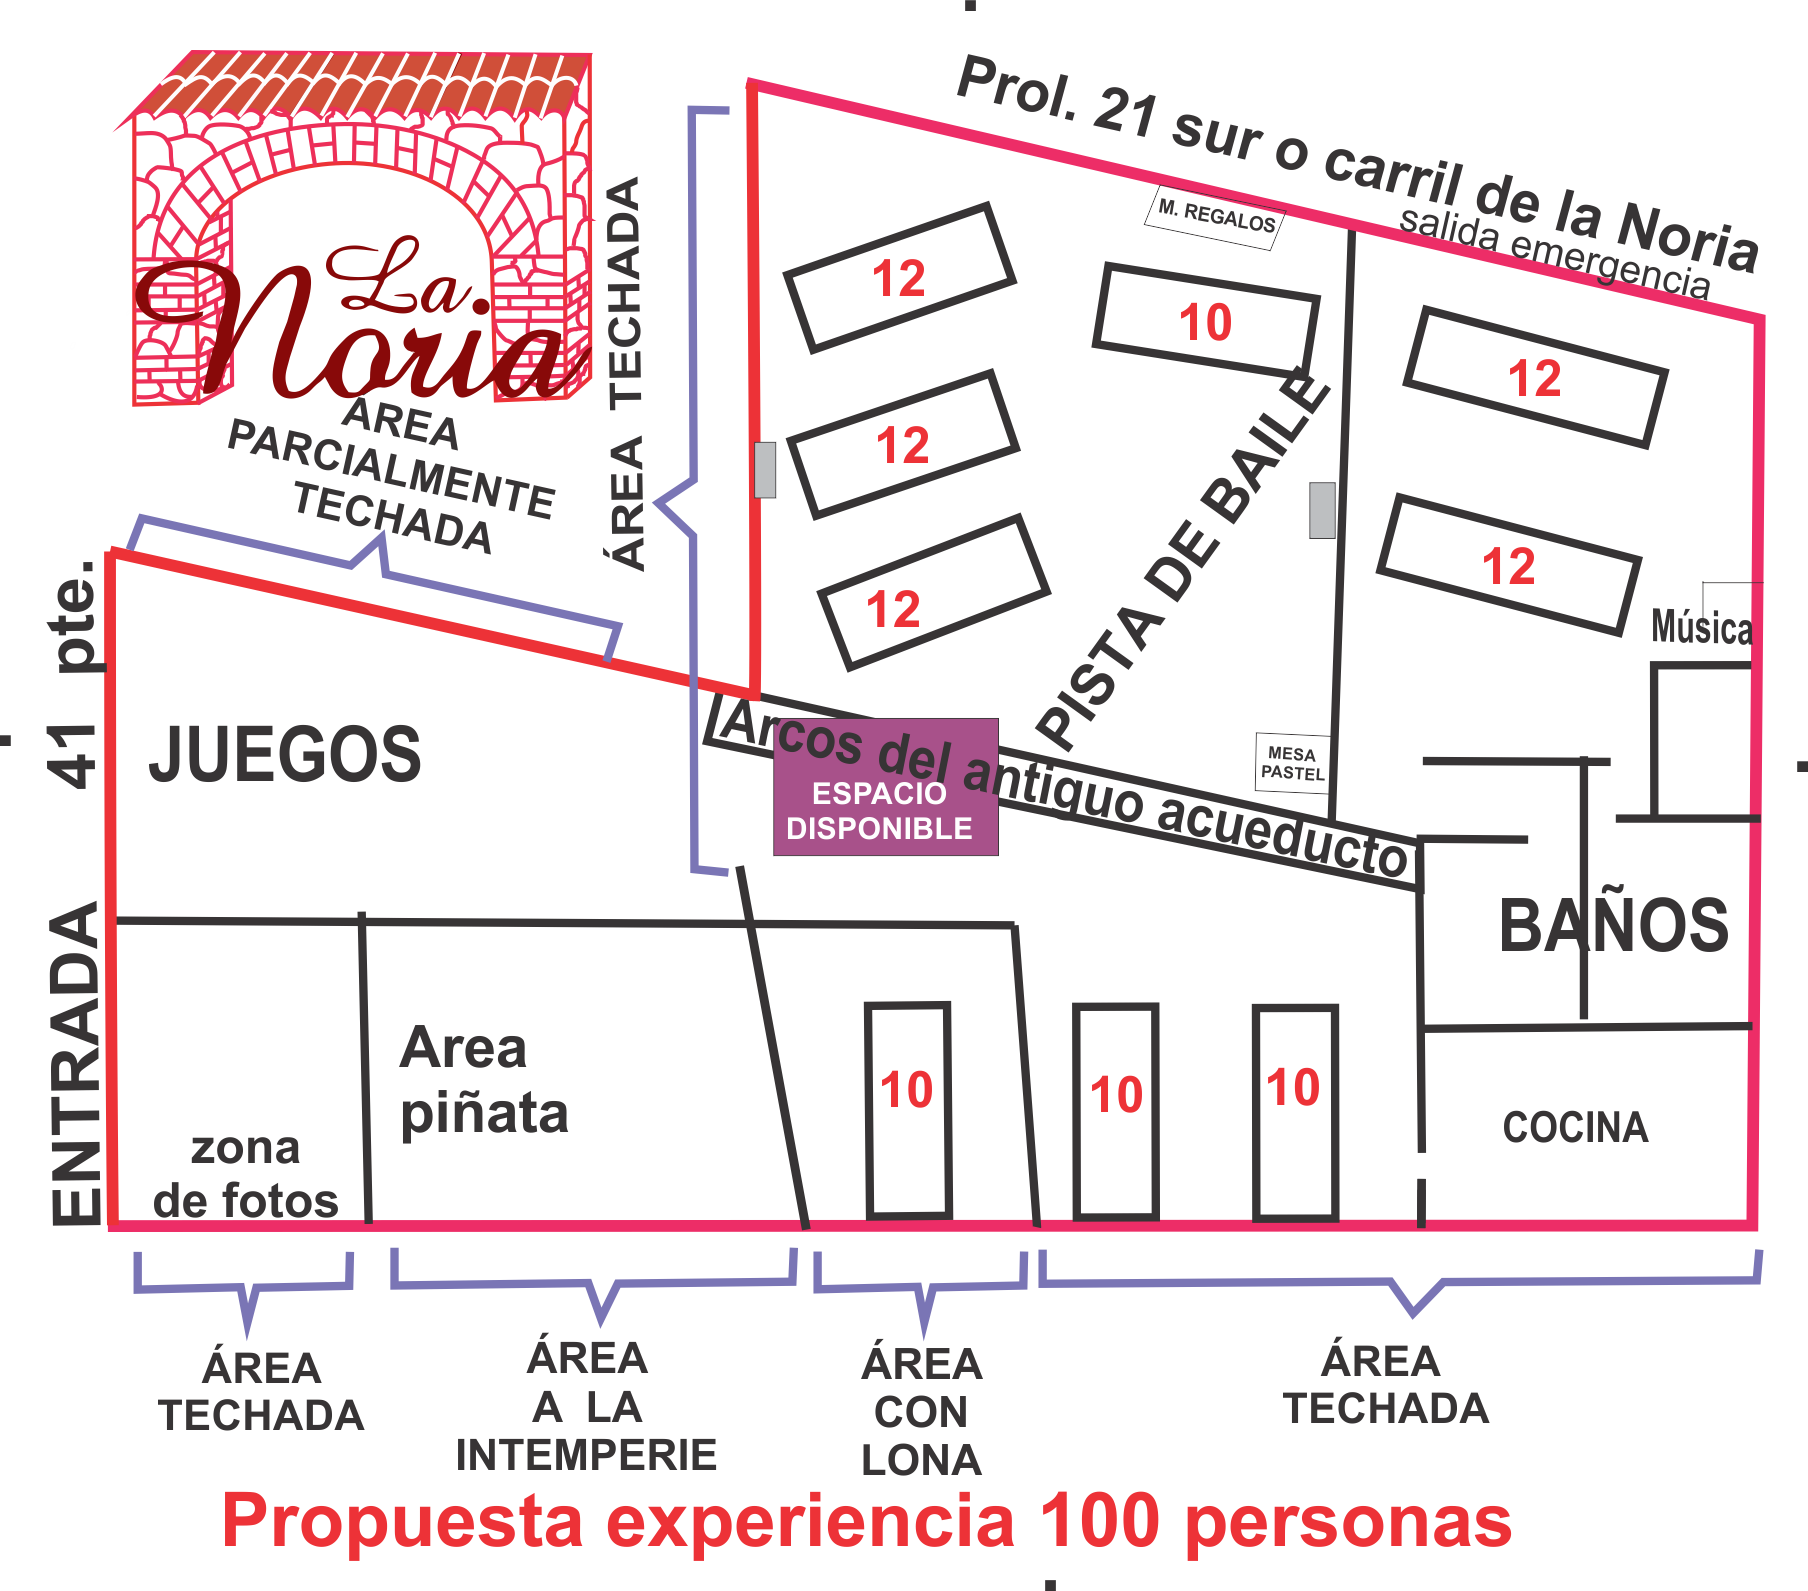 La
Noria
AREA
PARCIALMENTE
TECHADA
ÁREA TECHADA
Prol. 21 sur o carril de la Noria
salida emergencia
M. REGALOS
12
10
12
12
12
12
PISTA DE BAILE
Música
MESA
PASTEL
Arcos del antiquo acueducto
ESPACIO
DISPONIBLE
41 pte.
ENTRADA
JUEGOS
BAÑOS
Area
piñata
zona
de fotos
10
10
10
COCINA
ÁREA
TECHADA
ÁREA
A LA
INTEMPERIE
ÁREA
CON
LONA
ÁREA
TECHADA
Propuesta experiencia 100 personas